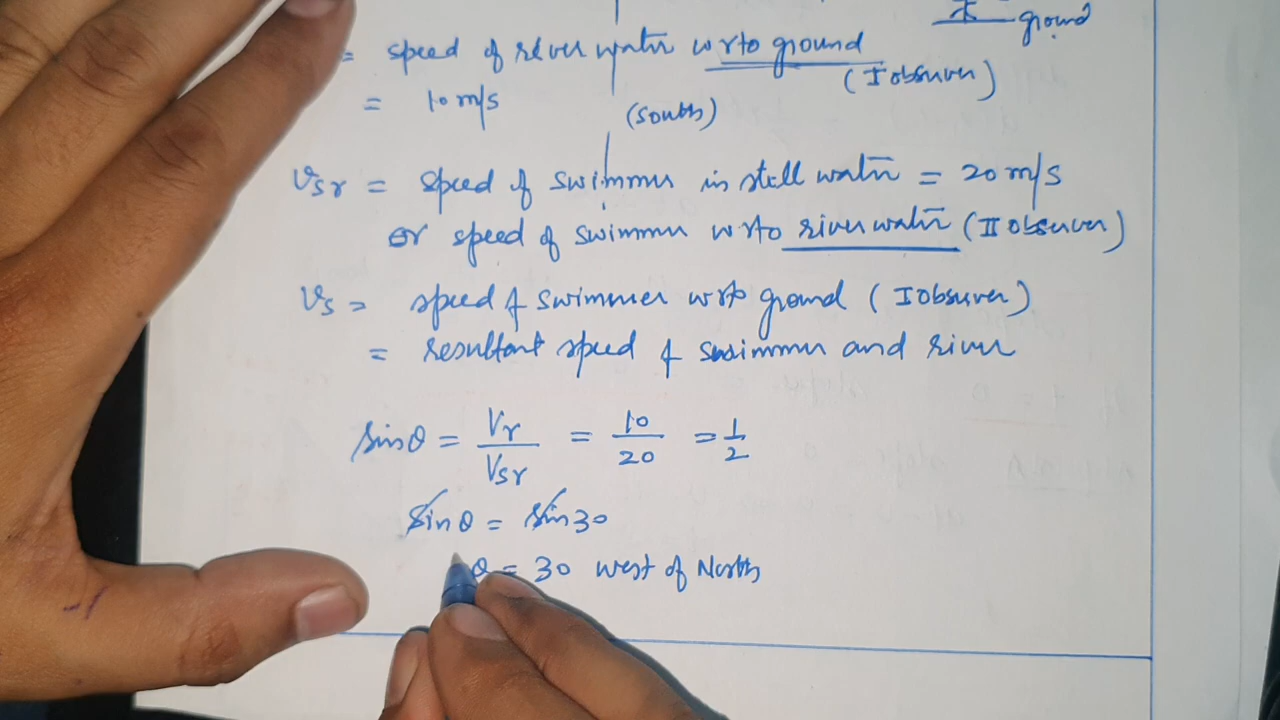 ground
= speed of river water w r to ground
(I observer)
= 10 m/s
(south)
Vsr = speed of swimmer in still water = 20 m/s
or speed of swimmer w r to river water (II observer)
Vs = speed of swimmer w r to ground (I observer)
= resultant speed of swimmer and river
sinθ = Vr/Vsr = 10/20 = 1/2
sinθ = sin30
θ = 30 west of North